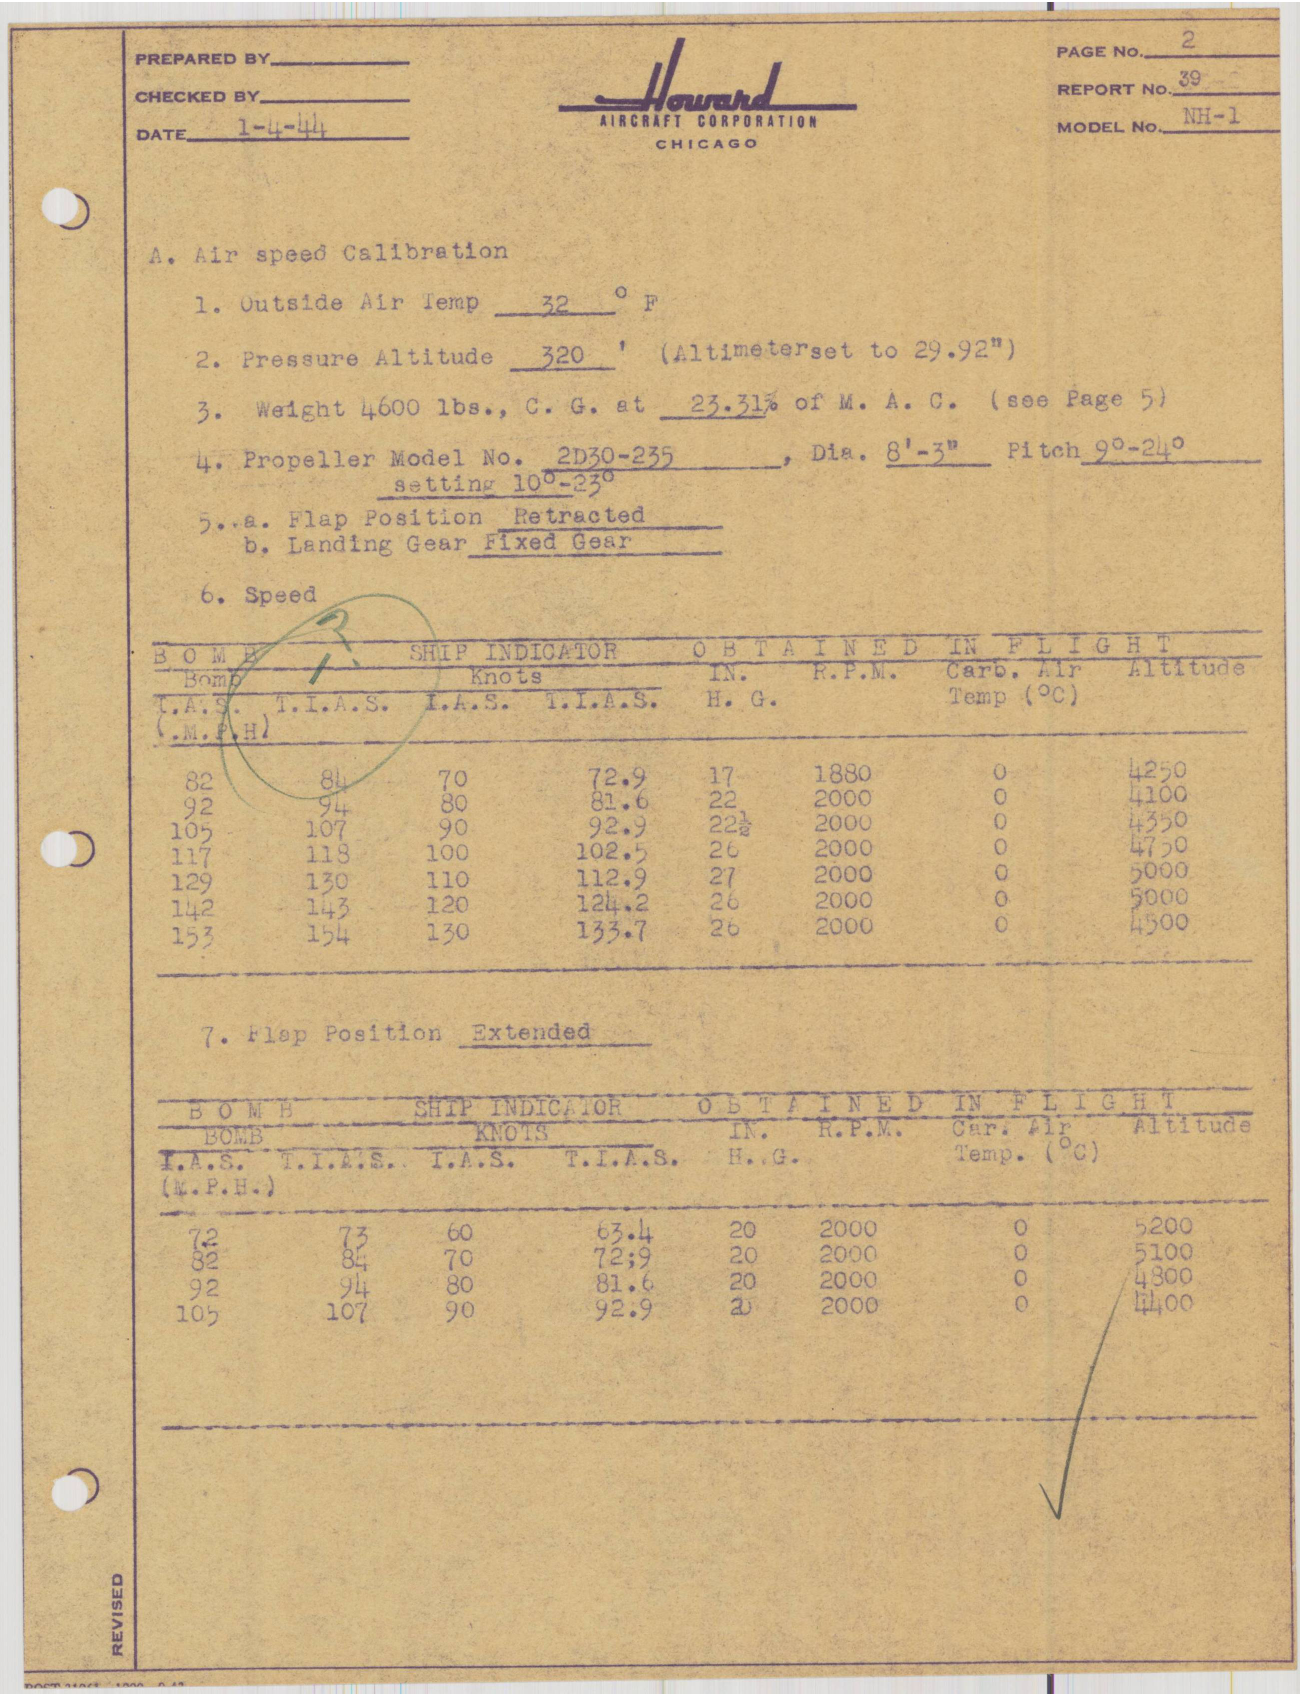 PREPARED BY
CHECKED BY
DATE 1-4-44
Howard
AIRCRAFT CORPORATION
CHICAGO
PAGE No. 2
REPORT No. 39
MODEL No. NH-1
A. Air speed Calibration
1. Outside Air Temp 32 ° F
2. Pressure Altitude 320 ' (Altimeterset to 29.92")
3. Weight 4600 lbs., C. G. at 23.31% of M. A. C. (see Page 5)
4. Propeller Model No. 2D30-235, Dia. 8'-3" Pitch 9°-24°
setting 10°-23°
5. a. Flap Position Retracted
b. Landing Gear Fixed Gear
6. Speed
?
B O M B SHIP INDICATOR O B T A I N E D IN F L I G H T
Bomb Knots IN. R.P.M. Carb. Air Altitude
I.A.S. T.I.A.S. I.A.S. T.I.A.S. H. G. Temp (°C)
(.M.P.H)
82 84 70 72.9 17 1880 0 4250
92 94 80 81.6 22 2000 0 4100
105 107 90 92.9 22½ 2000 0 4350
117 118 100 102.5 26 2000 0 4750
129 130 110 112.9 27 2000 0 5000
142 143 120 124.2 26 2000 0 5000
153 154 130 133.7 26 2000 0 4500
7. Flap Position Extended
B O M B SHIP INDICATOR O B T A I N E D IN F L I G H T
BOMB KNOTS IN. R.P.M. Car. Air Altitude
I.A.S. T.I.A.S. I.A.S. T.I.A.S. H. G. Temp. (°C)
(M.P.H.)
72 73 60 63.4 20 2000 0 5200
82 84 70 72;9 20 2000 0 5100
92 94 80 81.6 20 2000 0 4800
105 107 90 92.9 20 2000 0 4400
REVISED